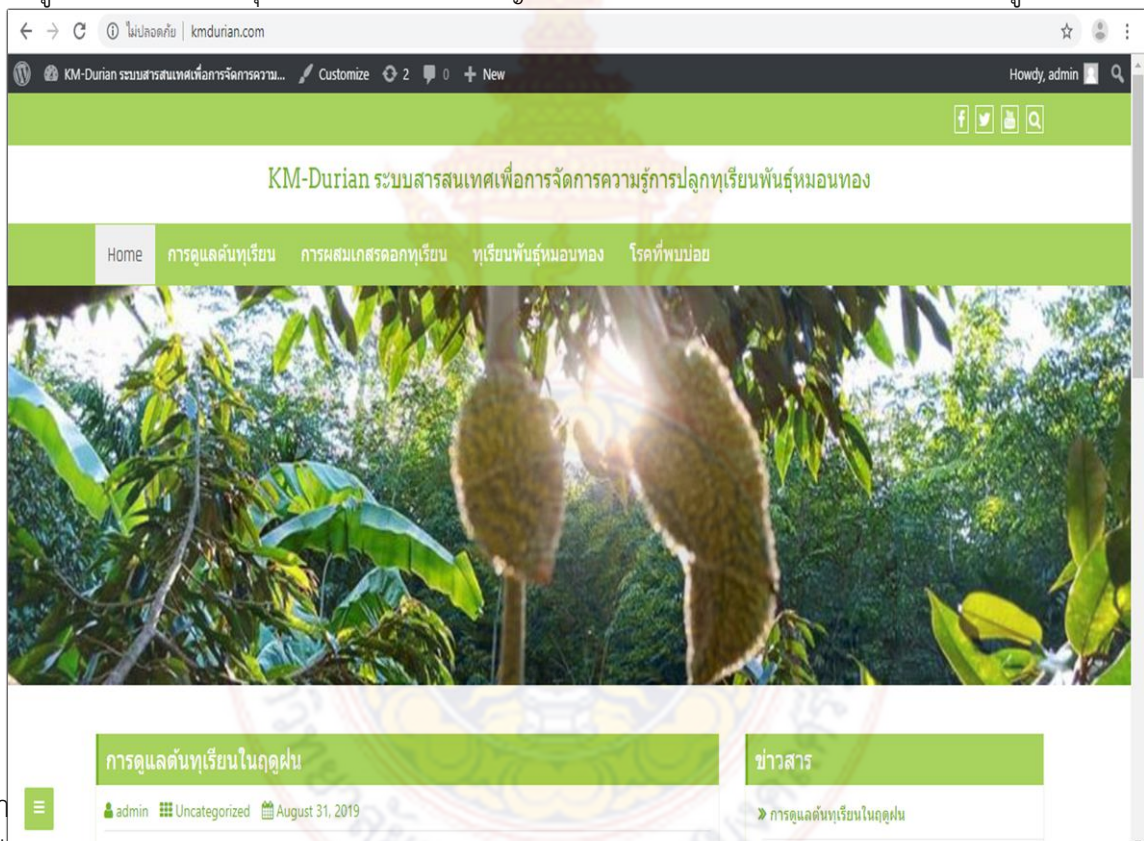 ไม่ปลอดภัย | kmdurian.com
KM-Durian ระบบสารสนเทศเพื่อการจัดการความ... Customize 2 0 + New Howdy, admin
KM-Durian ระบบสารสนเทศเพื่อการจัดการความรู้การปลูกทุเรียนพันธุ์หมอนทอง
Home การดูแลต้นทุเรียน การผสมเกสรดอกทุเรียน ทุเรียนพันธุ์หมอนทอง โรคที่พบบ่อย
การดูแลต้นทุเรียนในฤดูฝน
admin Uncategorized August 31, 2019
ข่าวสาร
» การดูแลต้นทุเรียนในฤดูฝน